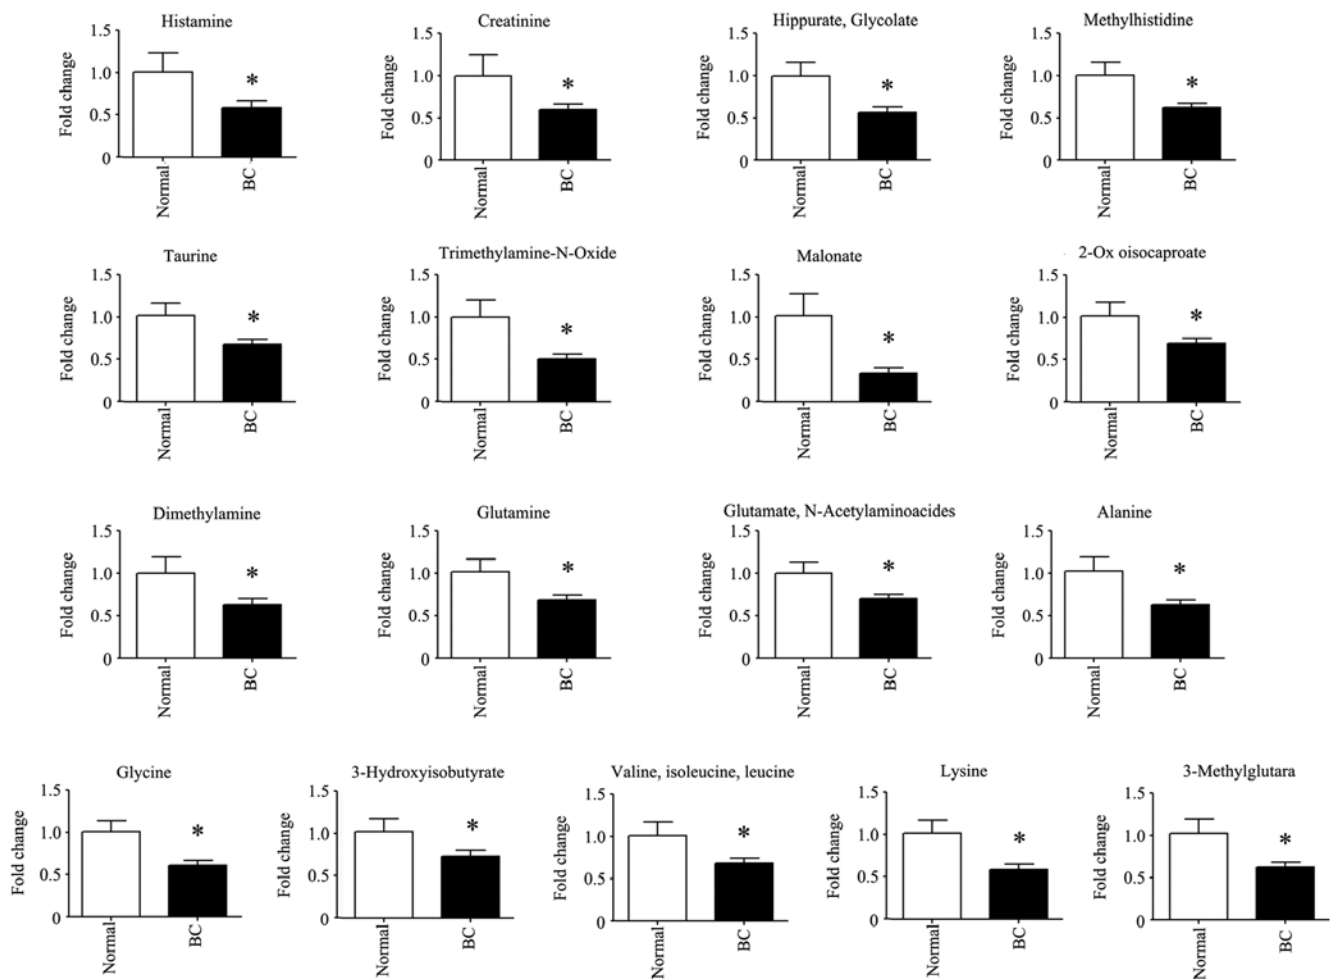 Histamine
Fold change
1.5
1.0
0.5
0
*
Normal
BC
Creatinine
Fold change
1.5
1.0
0.5
0
*
Normal
BC
Hippurate, Glycolate
Fold change
1.5
1.0
0.5
0
*
Normal
BC
Methylhistidine
Fold change
1.5
1.0
0.5
0
*
Normal
BC
Taurine
Fold change
1.5
1.0
0.5
0
*
Normal
BC
Trimethylamine-N-Oxide
Fold change
1.5
1.0
0.5
0
*
Normal
BC
Malonate
Fold change
1.5
1.0
0.5
0
*
Normal
BC
2-Ox oisocaproate
Fold change
1.5
1.0
0.5
0
*
Normal
BC
Dimethylamine
Fold change
1.5
1.0
0.5
0
*
Normal
BC
Glutamine
Fold change
1.5
1.0
0.5
0
*
Normal
BC
Glutamate, N-Acetylaminoacides
Fold change
1.5
1.0
0.5
0
*
Normal
BC
Alanine
Fold change
1.5
1.0
0.5
0
*
Normal
BC
Glycine
Fold change
1.5
1.0
0.5
0
*
Normal
BC
3-Hydroxyisobutyrate
Fold change
1.5
1.0
0.5
0
*
Normal
BC
Valine, isoleucine, leucine
Fold change
1.5
1.0
0.5
0
*
Normal
BC
Lysine
Fold change
1.5
1.0
0.5
0
*
Normal
BC
3-Methylglutara
Fold change
1.5
1.0
0.5
0
*
Normal
BC